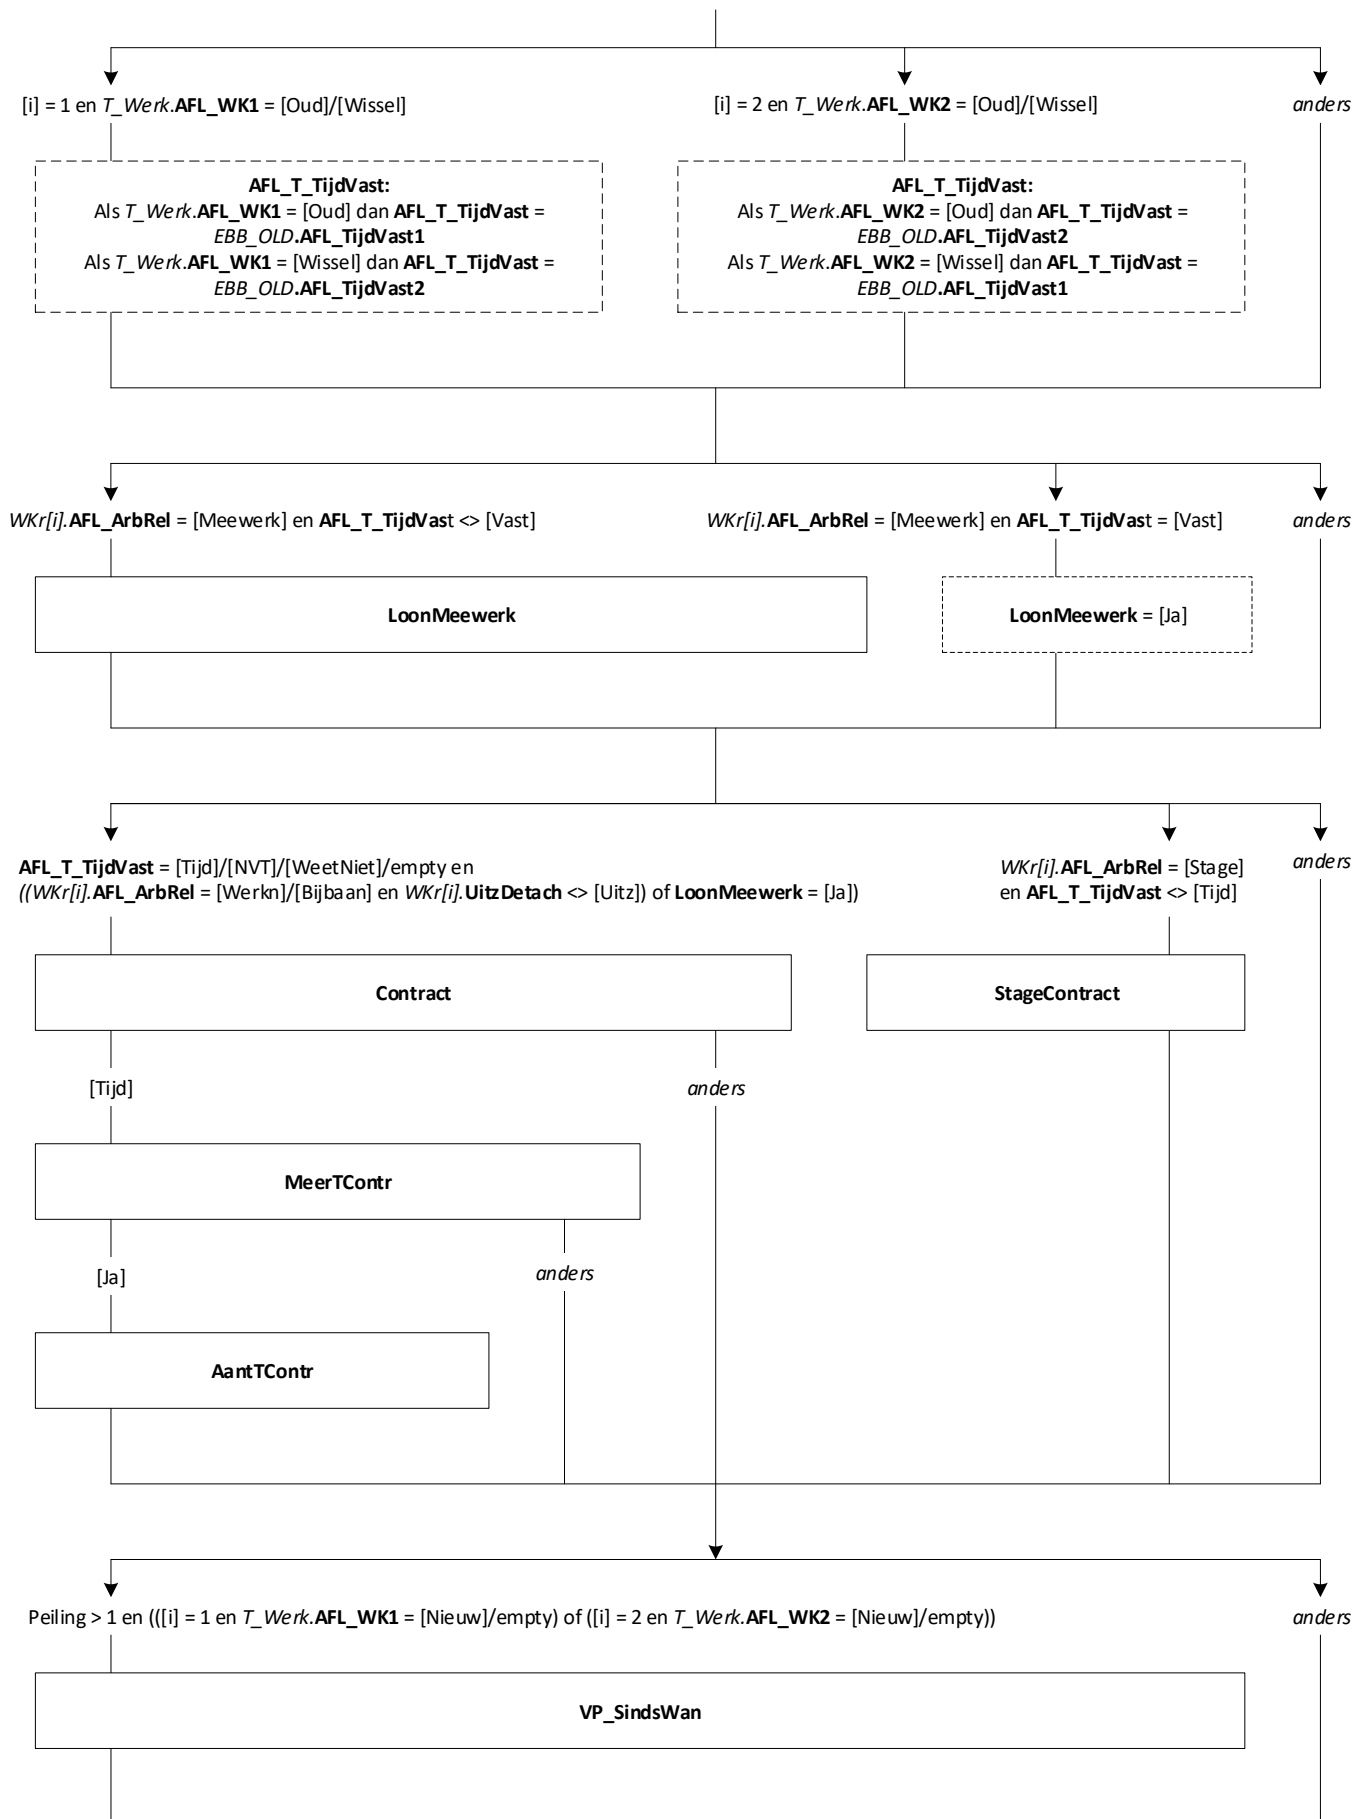 [i] = 1 en T_Werk.AFL_WK1 = [Oud]/[Wissel]
[i] = 2 en T_Werk.AFL_WK2 = [Oud]/[Wissel]
anders
AFL_T_TijdVast:
Als T_Werk.AFL_WK1 = [Oud] dan AFL_T_TijdVast =
EBB_OLD.AFL_TijdVast1
Als T_Werk.AFL_WK1 = [Wissel] dan AFL_T_TijdVast =
EBB_OLD.AFL_TijdVast2
AFL_T_TijdVast:
Als T_Werk.AFL_WK2 = [Oud] dan AFL_T_TijdVast =
EBB_OLD.AFL_TijdVast2
Als T_Werk.AFL_WK2 = [Wissel] dan AFL_T_TijdVast =
EBB_OLD.AFL_TijdVast1
WKr[i].AFL_ArbRel = [Meewerk] en AFL_T_TijdVast <> [Vast]
WKr[i].AFL_ArbRel = [Meewerk] en AFL_T_TijdVast = [Vast]
anders
LoonMeewerk
LoonMeewerk = [Ja]
AFL_T_TijdVast = [Tijd]/[NVT]/[WeetNiet]/empty en
((WKr[i].AFL_ArbRel = [Werkn]/[Bijbaan] en WKr[i].UitzDetach <> [Uitz]) of LoonMeewerk = [Ja])
WKr[i].AFL_ArbRel = [Stage]
en AFL_T_TijdVast <> [Tijd]
anders
Contract
StageContract
[Tijd]
anders
MeerTContr
[Ja]
anders
AantTContr
Peiling > 1 en (([i] = 1 en T_Werk.AFL_WK1 = [Nieuw]/empty) of ([i] = 2 en T_Werk.AFL_WK2 = [Nieuw]/empty))
anders
VP_SindsWan